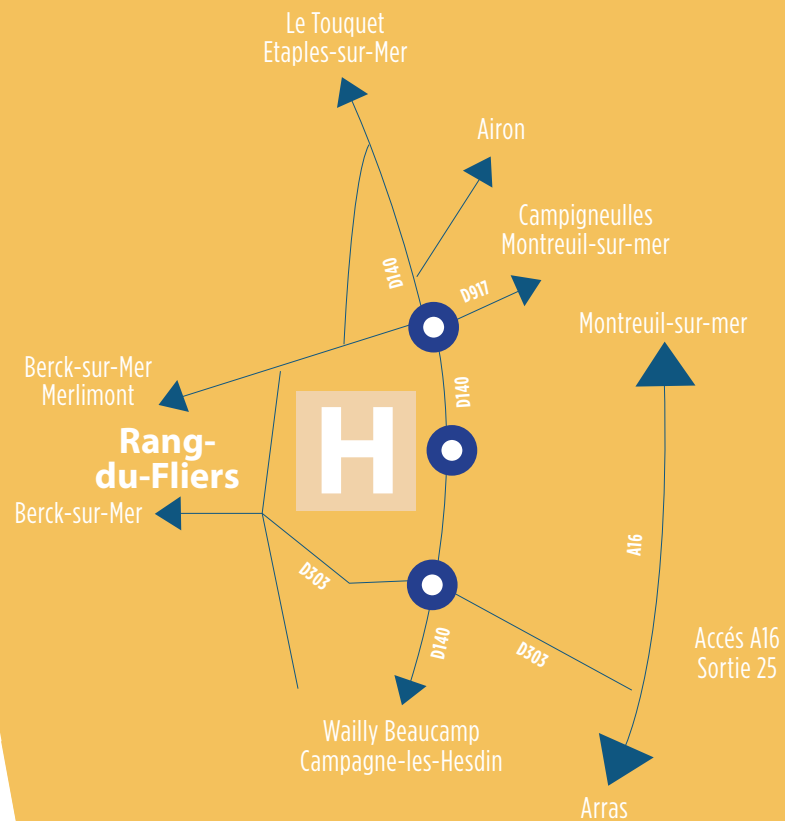 Le Touquet
Etaples-sur-Mer
Airon
Campigneulles
Montreuil-sur-mer
D140
D917
Montreuil-sur-mer
Berck-sur-Mer
Merlimont
D140
H
Rang-
du-Fliers
Berck-sur-Mer
A16
D303
D140
D303
Accés A16
Sortie 25
Wailly Beaucamp
Campagne-les-Hesdin
Arras